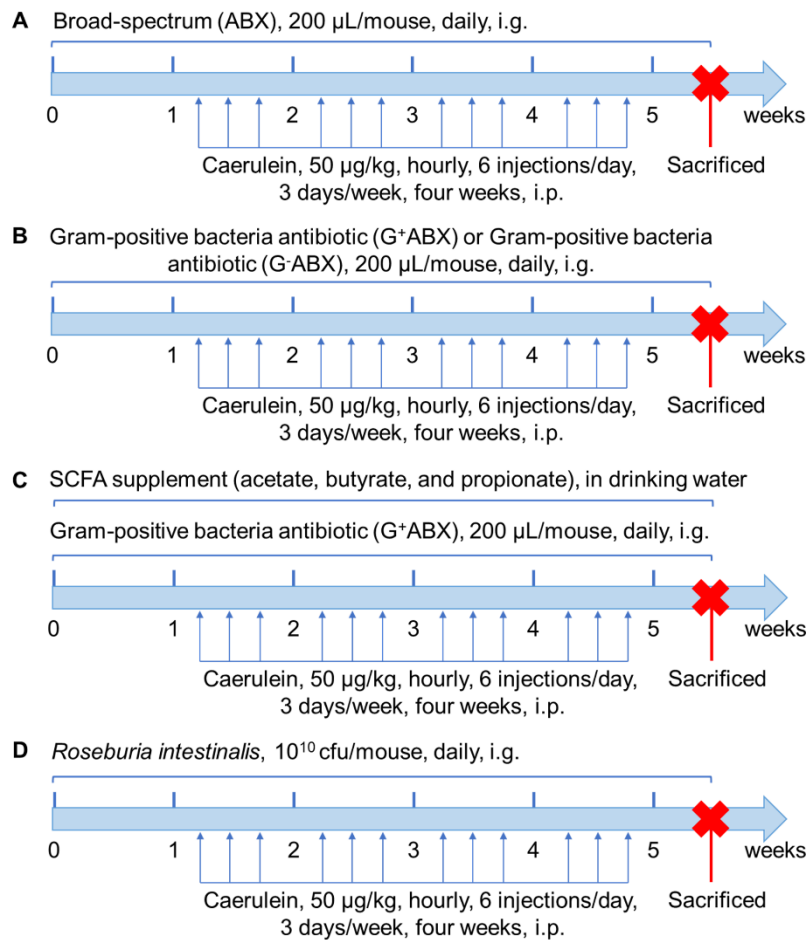 A Broad-spectrum (ABX), 200 µL/mouse, daily, i.g.
0 1 2 3 4 5 weeks
Caerulein, 50 µg/kg, hourly, 6 injections/day, Sacrificed
3 days/week, four weeks, i.p.
B Gram-positive bacteria antibiotic (G⁺ABX) or Gram-positive bacteria
antibiotic (G⁻ABX), 200 µL/mouse, daily, i.g.
0 1 2 3 4 5 weeks
Caerulein, 50 µg/kg, hourly, 6 injections/day, Sacrificed
3 days/week, four weeks, i.p.
C SCFA supplement (acetate, butyrate, and propionate), in drinking water
Gram-positive bacteria antibiotic (G⁺ABX), 200 µL/mouse, daily, i.g.
0 1 2 3 4 5 weeks
Caerulein, 50 µg/kg, hourly, 6 injections/day, Sacrificed
3 days/week, four weeks, i.p.
D Roseburia intestinalis, 10¹⁰ cfu/mouse, daily, i.g.
0 1 2 3 4 5 weeks
Caerulein, 50 µg/kg, hourly, 6 injections/day, Sacrificed
3 days/week, four weeks, i.p.